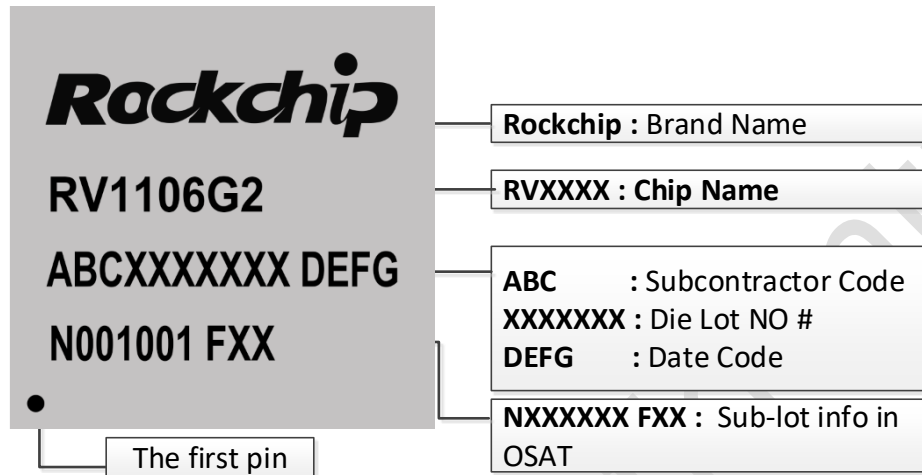 Rockchip
RV1106G2
ABCXXXXXXX DEFG
N001001 FXX
The first pin
Rockchip : Brand Name
RVXXXX : Chip Name
ABC : Subcontractor Code
XXXXXXX : Die Lot NO #
DEFG : Date Code
NXXXXXX FXX : Sub-lot info in
OSAT